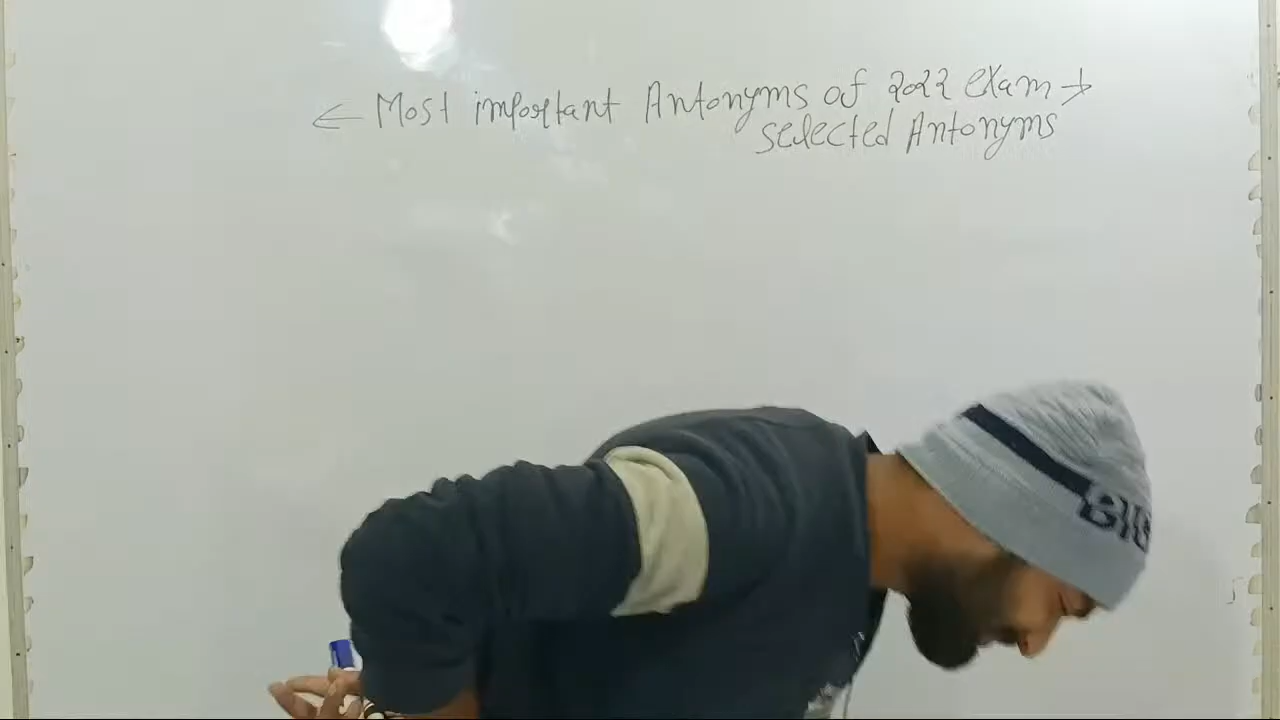 ← Most important Antonyms of 2022 exam →
selected Antonyms